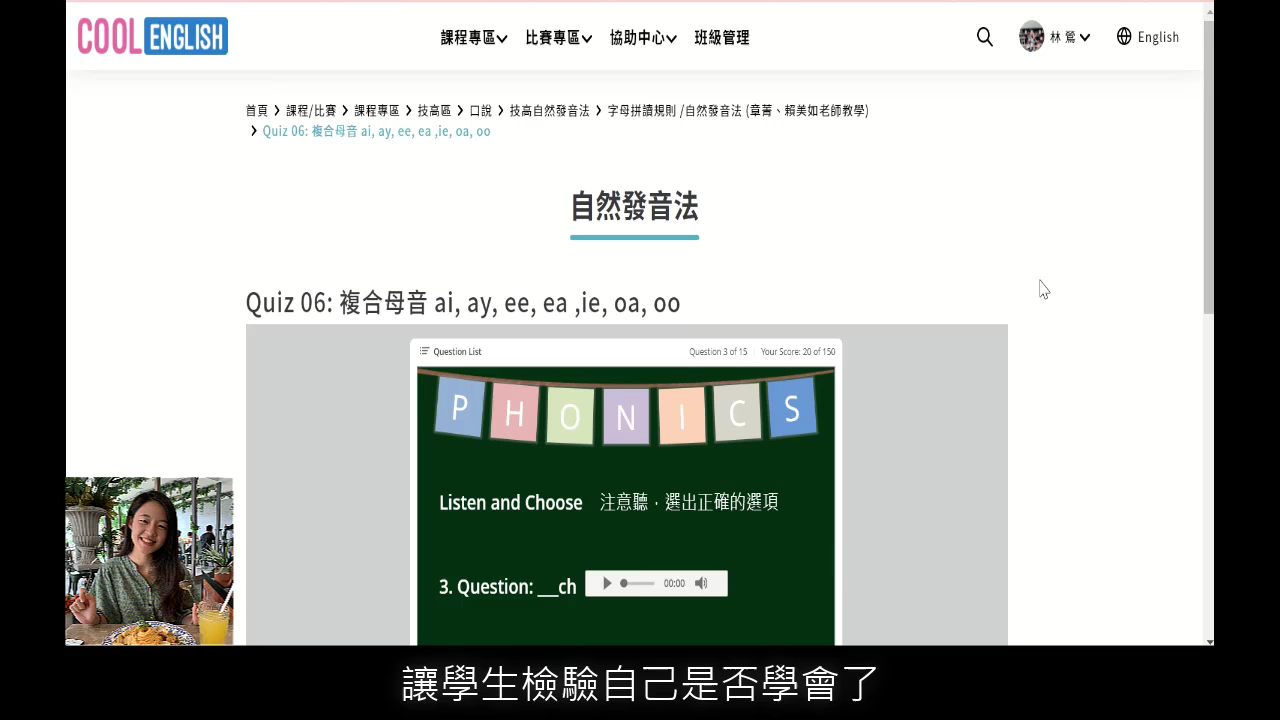 COOL ENGLISH
課程專區 比賽專區 協助中心 班級管理
林 鶯
English
首頁 > 課程/比賽 > 課程專區 > 技高區 > 口說 > 技高自然發音法 > 字母拼讀規則 /自然發音法 (章菁、賴美如老師教學)
> Quiz 06: 複合母音 ai, ay, ee, ea ,ie, oa, oo
自然發音法
Quiz 06: 複合母音 ai, ay, ee, ea ,ie, oa, oo
Question List
Question 3 of 15 | Your Score: 20 of 150
PHONICS
Listen and Choose 注意聽，選出正確的選項
3. Question: ___ch
00:00
讓學生檢驗自己是否學會了